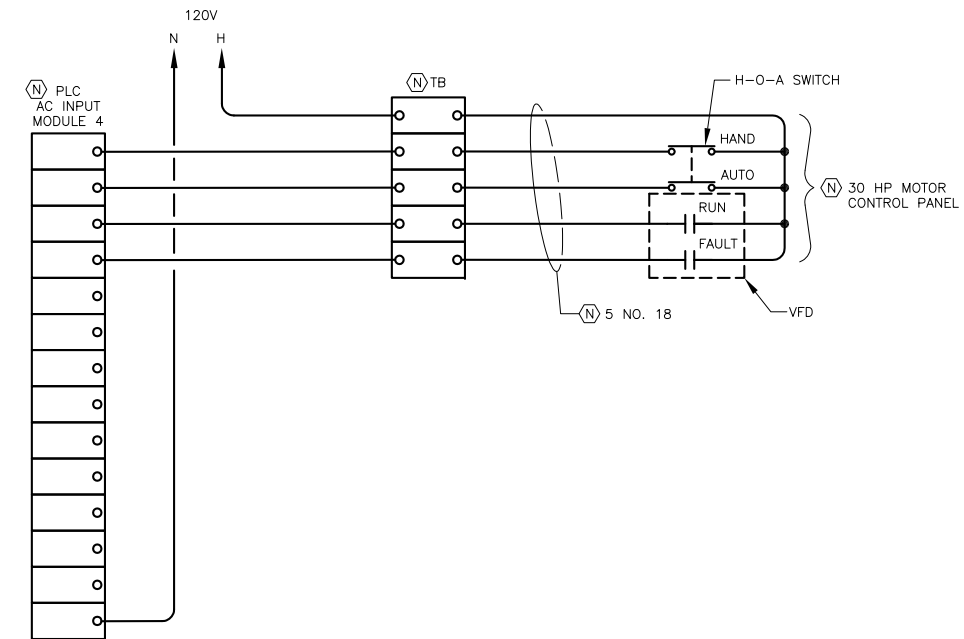 120V
N H
N PLC
AC INPUT
MODULE 4
N TB
H-O-A SWITCH
HAND
AUTO
RUN
FAULT
N 30 HP MOTOR
CONTROL PANEL
N 5 NO. 18
VFD